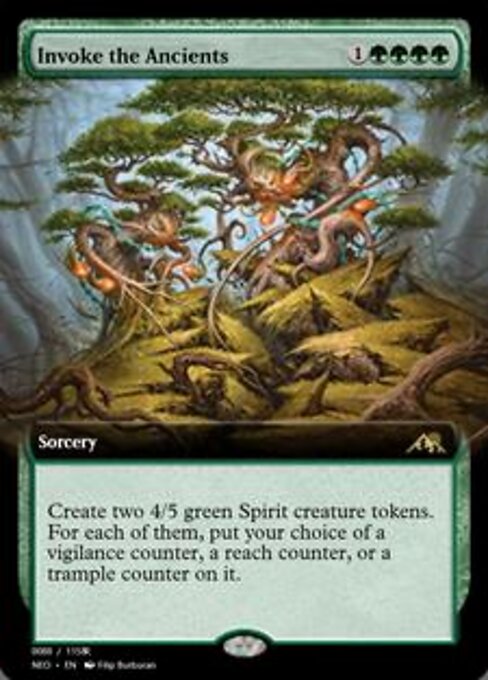 Invoke the Ancients 1
Sorcery
Create two 4/5 green Spirit creature tokens.
For each of them, put your choice of a
vigilance counter, a reach counter, or a
trample counter on it.
NEO • EN Filip Burburan